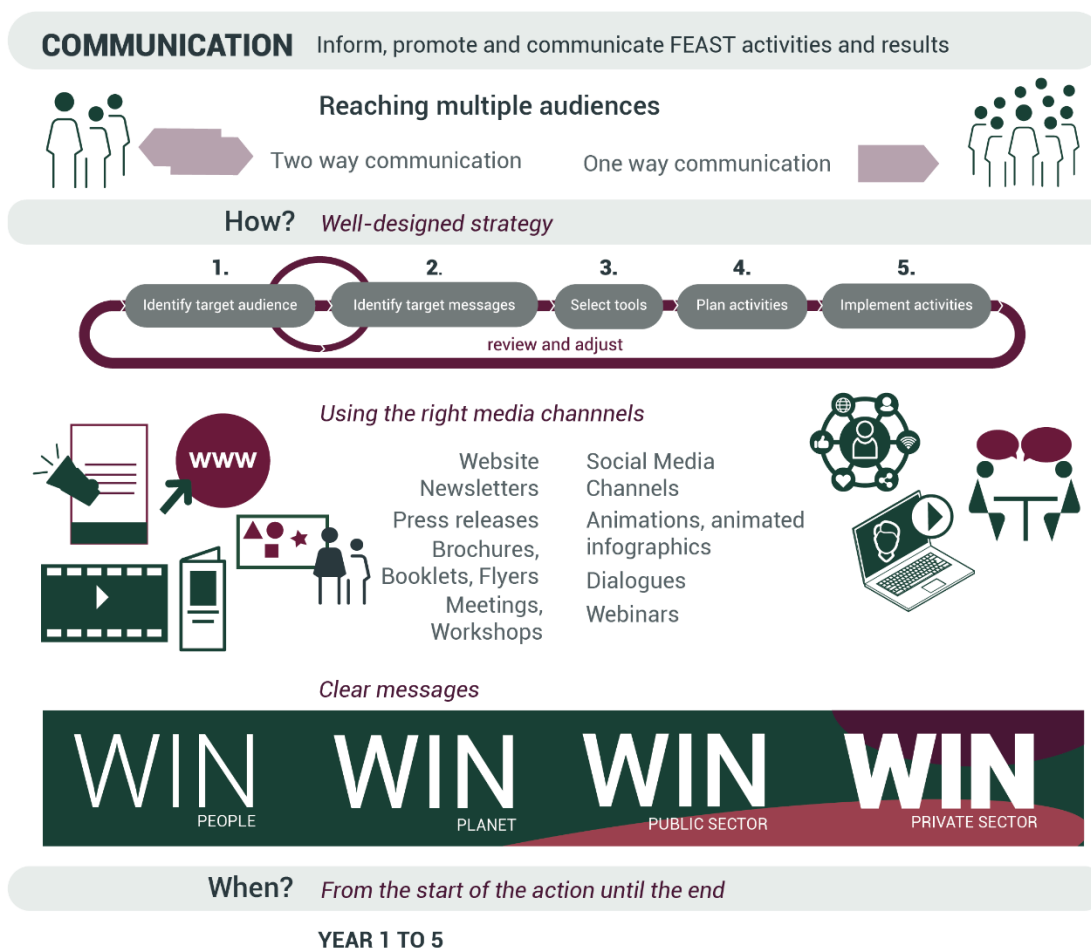 COMMUNICATION Inform, promote and communicate FEAST activities and results
Reaching multiple audiences
Two way communication
One way communication
How? Well-designed strategy
1.
2.
3.
4.
5.
Identify target audience
Identify target messages
Select tools
Plan activities
Implement activities
review and adjust
Using the right media channnels
www
Website
Newsletters
Press releases
Brochures,
Booklets, Flyers
Meetings,
Workshops
Social Media
Channels
Animations, animated
infographics
Dialogues
Webinars
Clear messages
WIN
PEOPLE
WIN
PLANET
WIN
PUBLIC SECTOR
WIN
PRIVATE SECTOR
When? From the start of the action until the end
YEAR 1 TO 5